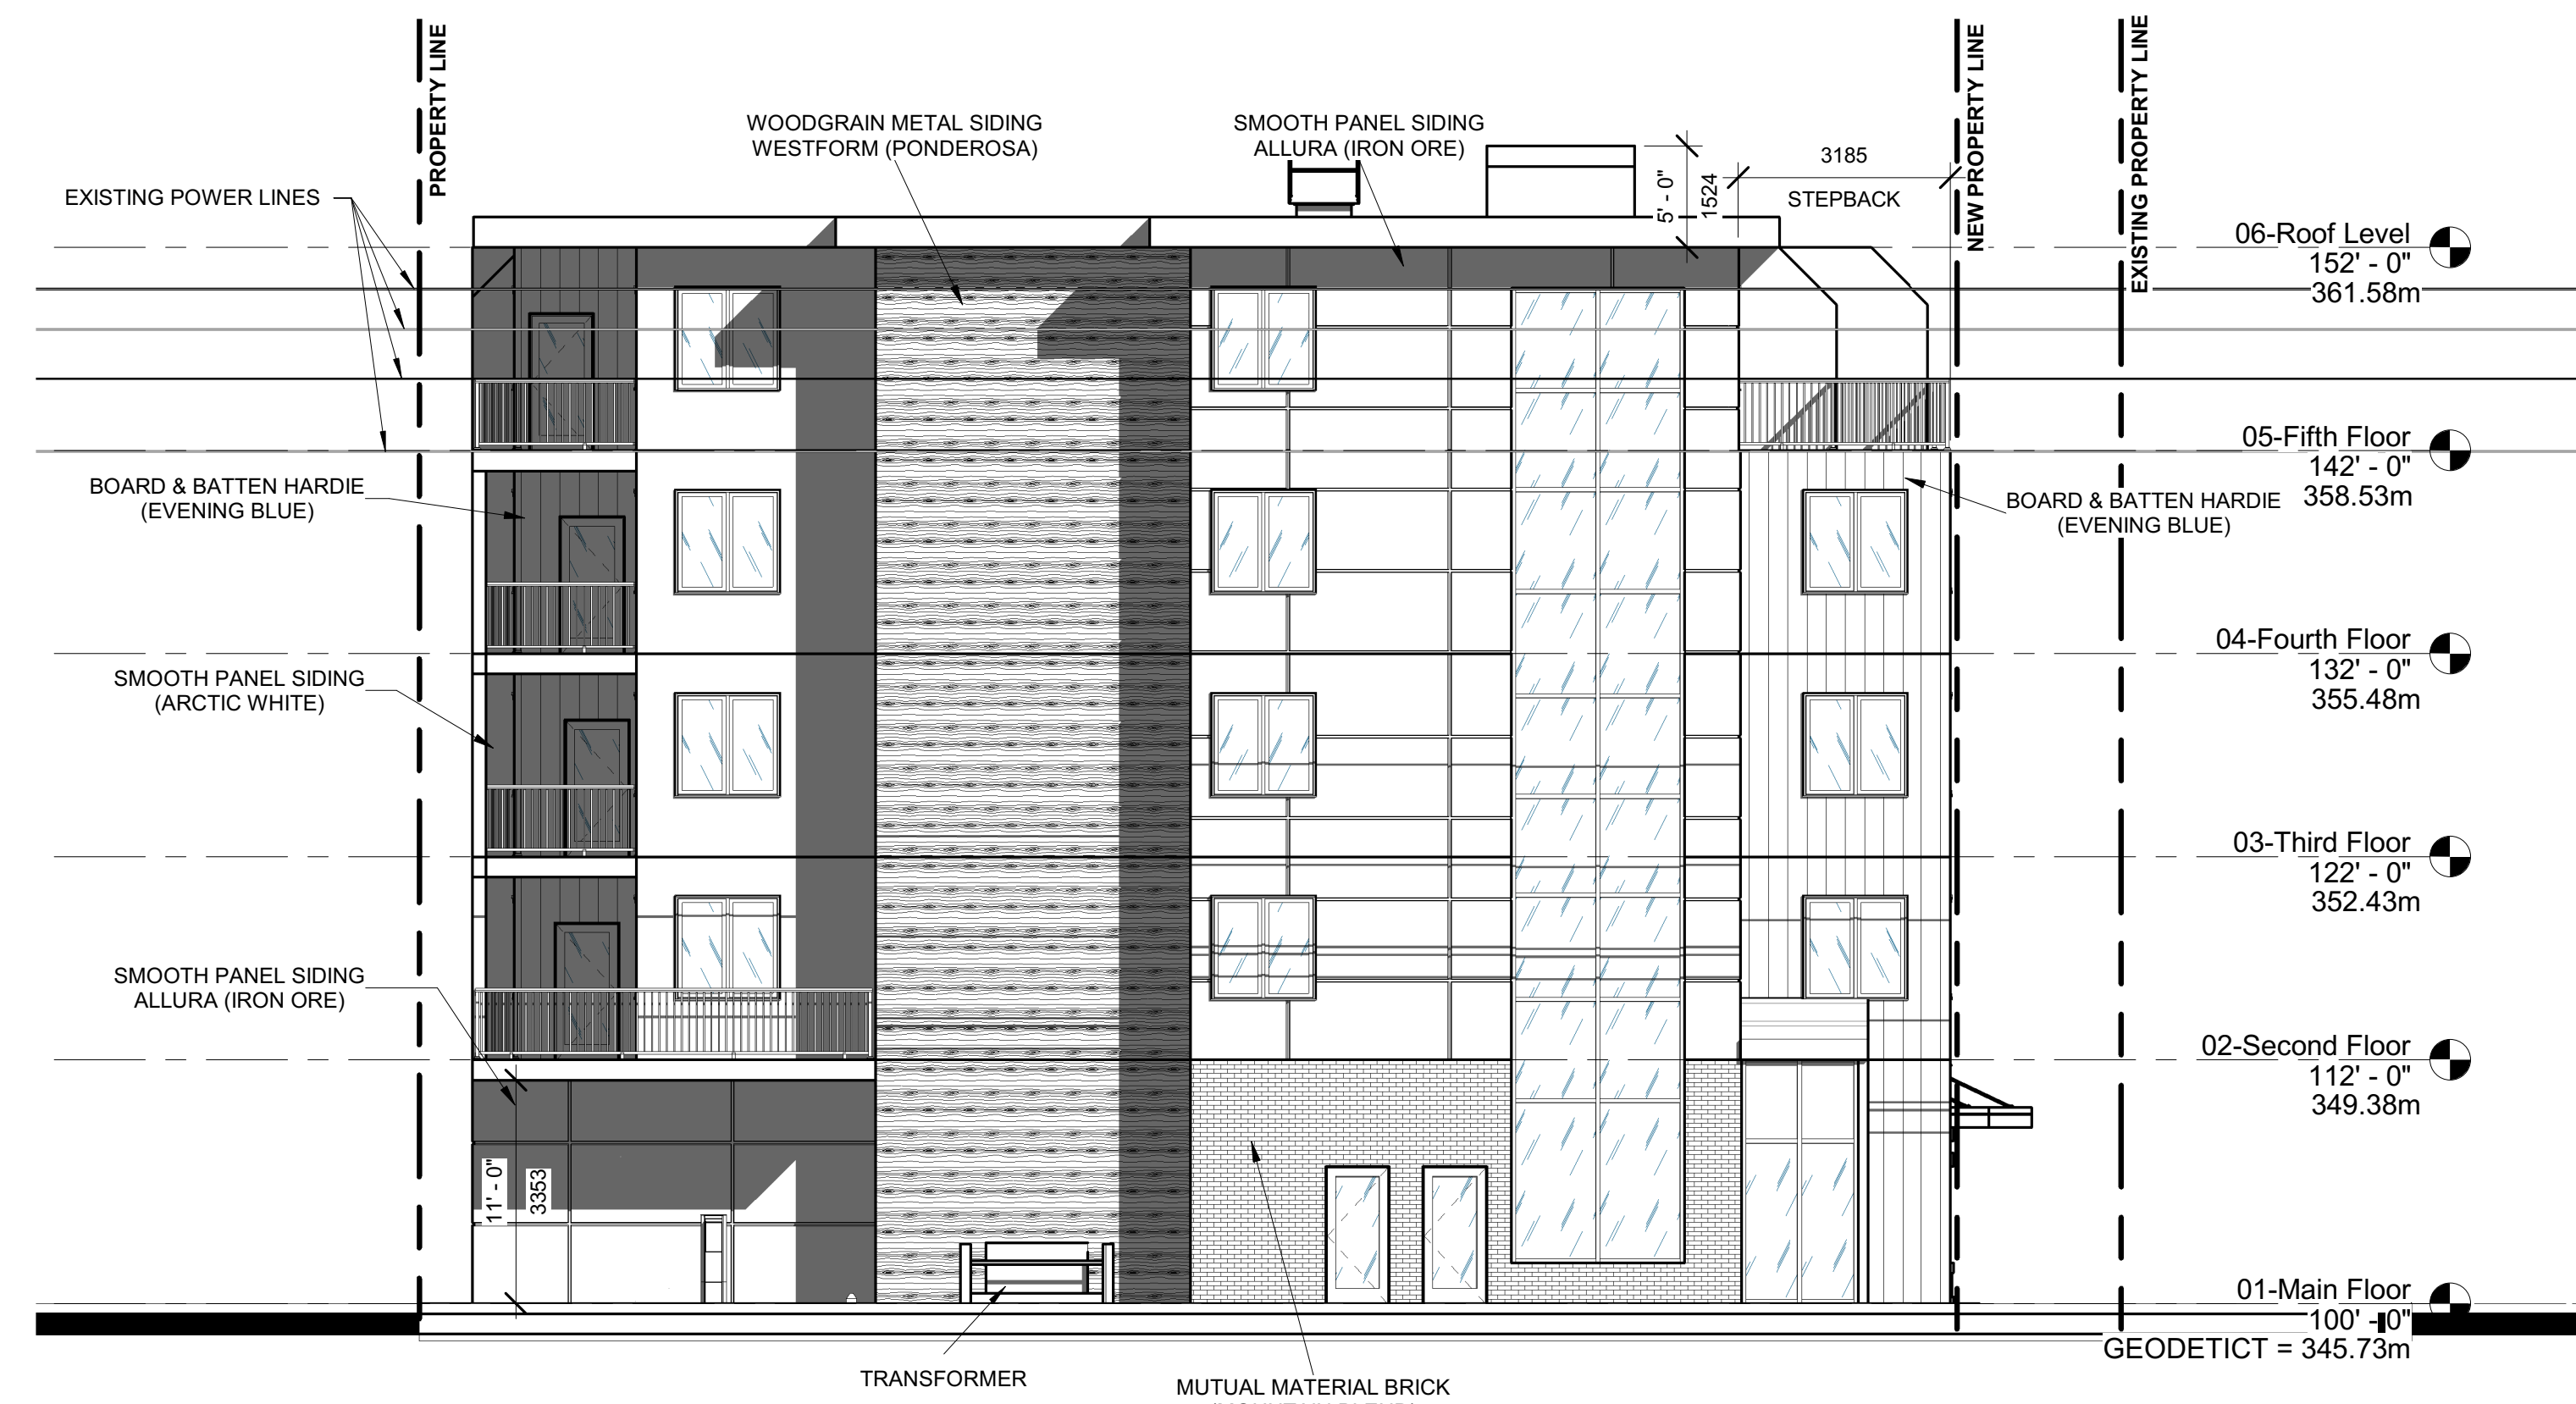 PROPERTY LINE
NEW PROPERTY LINE
EXISTING PROPERTY LINE
WOODGRAIN METAL SIDING
WESTFORM (PONDEROSA)
SMOOTH PANEL SIDING
ALLURA (IRON ORE)
5' - 0"
1524
3185
STEPBACK
EXISTING POWER LINES
06-Roof Level
152' - 0"
361.58m
BOARD & BATTEN HARDIE
(EVENING BLUE)
BOARD & BATTEN HARDIE
(EVENING BLUE)
05-Fifth Floor
142' - 0"
358.53m
SMOOTH PANEL SIDING
(ARCTIC WHITE)
04-Fourth Floor
132' - 0"
355.48m
03-Third Floor
122' - 0"
352.43m
SMOOTH PANEL SIDING
ALLURA (IRON ORE)
02-Second Floor
112' - 0"
349.38m
11' - 0"
3353
01-Main Floor
100' - 0"
GEODETICT = 345.73m
TRANSFORMER
MUTUAL MATERIAL BRICK